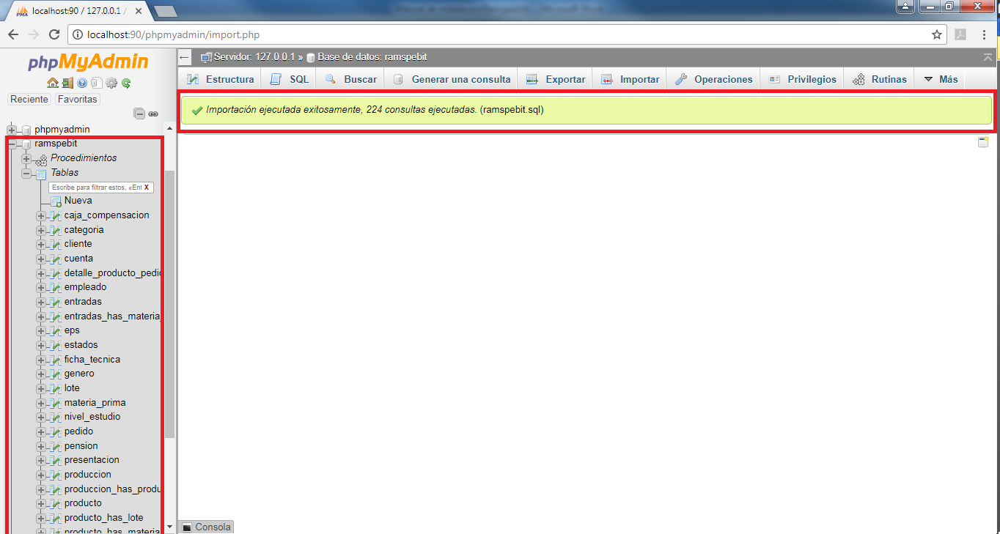 localhost:90 / 127.0.0.1 /
localhost:90/phpmyadmin/import.php
phpMyAdmin
Reciente Favoritas
phpmyadmin
ramspebit
Procedimientos
Tablas
Escribe para filtrar estos, «Ent X
Nueva
caja_compensacion
categoria
cliente
cuenta
detalle_producto_pedic
empleado
entradas
entradas_has_materia_
eps
estados
ficha_tecnica
genero
lote
materia_prima
nivel_estudio
pedido
pension
presentacion
produccion
produccion_has_produ
producto
producto_has_lote
producto_has_materia
Servidor: 127.0.0.1 » Base de datos: ramspebit
Estructura SQL Buscar Generar una consulta Exportar Importar Operaciones Privilegios Rutinas Más
Importación ejecutada exitosamente, 224 consultas ejecutadas. (ramspebit.sql)
Consola